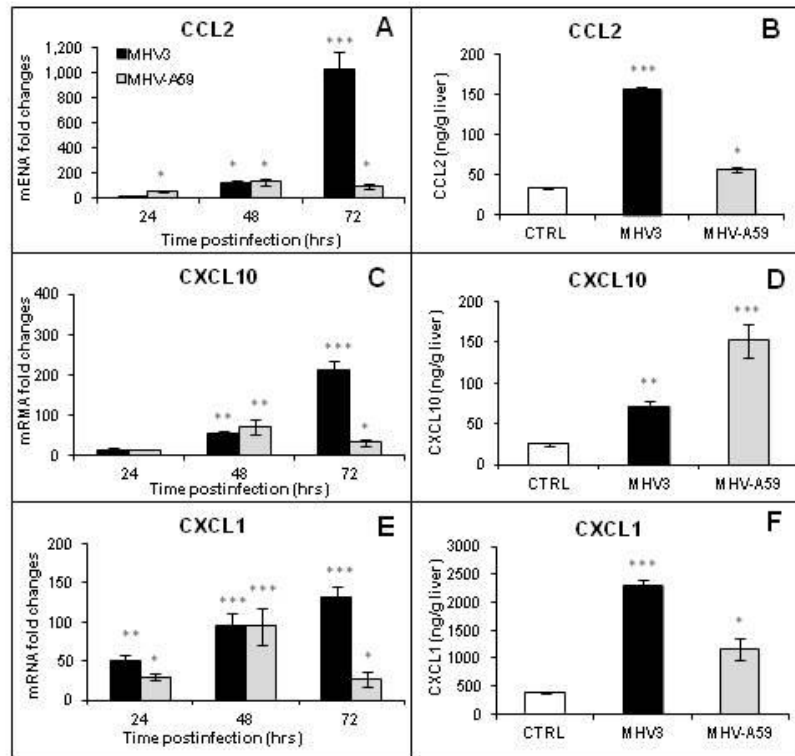 CCL2 A
1,200
1,000
800
600
400
200
0
mENA fold changes
MHV3
MHV-A59
*
* *
*** *
24 48 72
Time postinfection (hrs)
CCL2 B
200
150
100
50
0
CCL2 (ng/g liver)
***
*
CTRL MHV3 MHV-A59
CXCL10 C
400
300
200
100
0
mRMA fold changes
** **
*** *
24 48 72
Time postinfection (hrs)
CXCL10 D
200
150
100
50
0
CXCL10 (ng/g liver)
**
***
CTRL MHV3 MHV-A59
CXCL1 E
200
150
100
50
0
mRNA fold changes
** *
*** ***
*** *
24 48 72
Time postinfection (hrs)
CXCL1 F
3000
2500
2000
1500
1000
500
0
CXCL1 (ng/g liver)
***
*
CTRL MHV3 MHV-A59